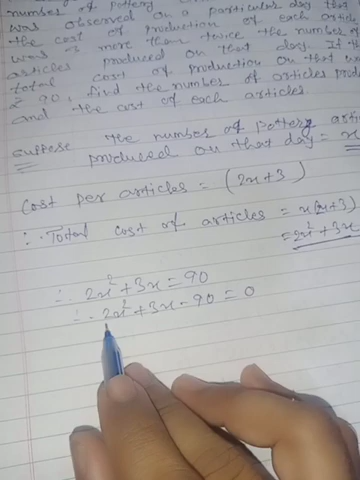 number of pottery
was observed on a particular day that
the cost of production of each article
was 3 more than twice the number of
articles produced on that day. If the
total cost of production on that
₹ 90, find the number of articles
and the cost of each articles.
Suppose the number of pottery
produced on that day = x
Cost per articles = (2x+3)
∴ Total cost of articles = x(2x+3)
= 2x²+3x
∴ 2x²+3x = 90
∴ 2x²+3x-90 = 0